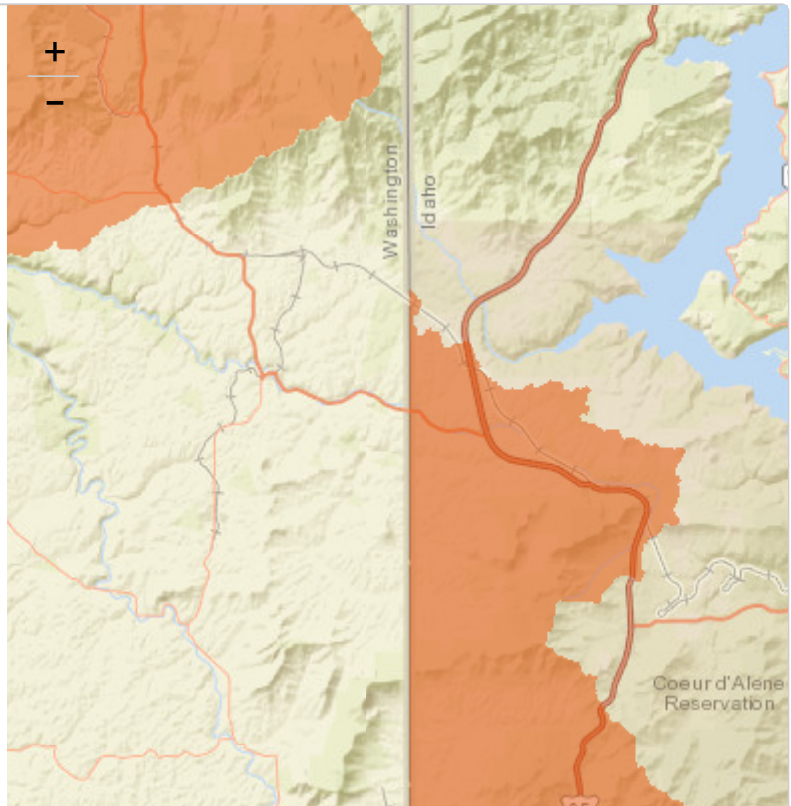 +
−
Washington
Idaho
Coeur d'Alene
Reservation